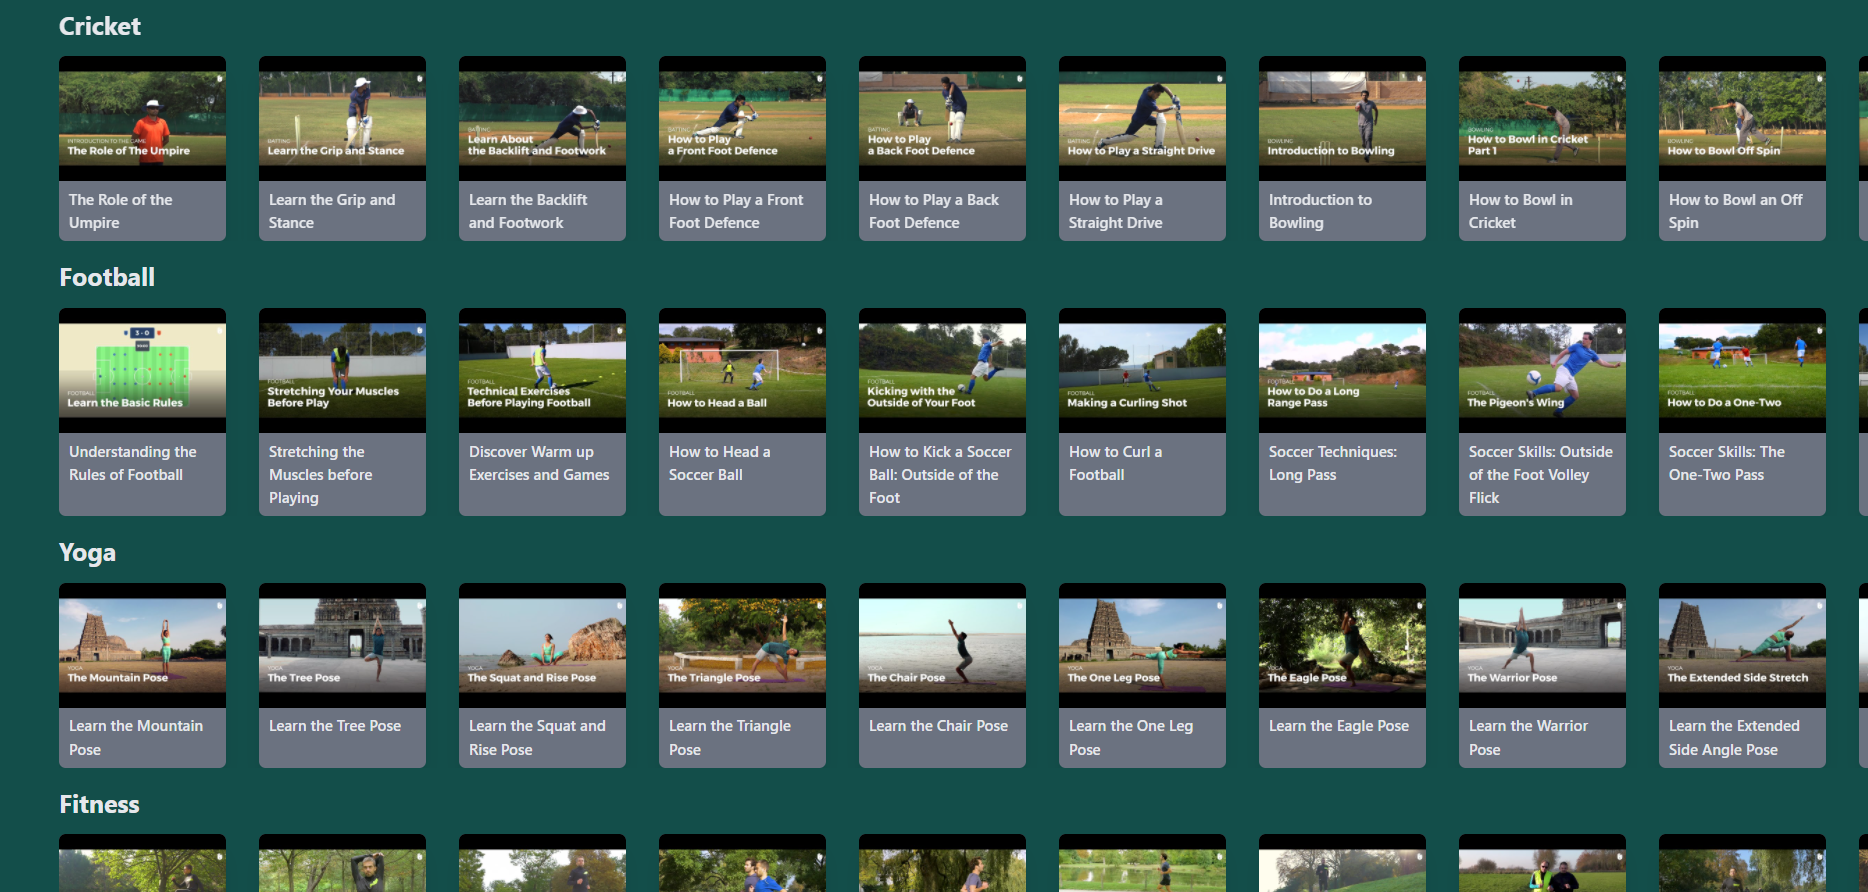 Cricket
INTRODUCTION TO THE GAME
The Role of The Umpire
BATTING
Learn the Grip and Stance
BATTING
Learn About
the Backlift and Footwork
BATTING
How to Play
a Front Foot Defence
BATTING
How to Play
a Back Foot Defence
BATTING
How to Play a Straight Drive
BOWLING
Introduction to Bowling
BOWLING
How to Bowl in Cricket
Part 1
BOWLING
How to Bowl Off Spin
The Role of the
Umpire
Learn the Grip and
Stance
Learn the Backlift
and Footwork
How to Play a Front
Foot Defence
How to Play a Back
Foot Defence
How to Play a
Straight Drive
Introduction to
Bowling
How to Bowl in
Cricket
How to Bowl an Off
Spin
Football
3 - 0
FOOTBALL
Learn the Basic Rules
FOOTBALL
Stretching Your Muscles
Before Play
FOOTBALL
Technical Exercises
Before Playing Football
FOOTBALL
How to Head a Ball
FOOTBALL
Kicking with the
Outside of Your Foot
FOOTBALL
Making a Curling Shot
FOOTBALL
How to Do a Long
Range Pass
FOOTBALL
The Pigeon's Wing
FOOTBALL
How to Do a One-Two
Understanding the
Rules of Football
Stretching the
Muscles before
Playing
Discover Warm up
Exercises and Games
How to Head a
Soccer Ball
How to Kick a Soccer
Ball: Outside of the
Foot
How to Curl a
Football
Soccer Techniques:
Long Pass
Soccer Skills: Outside
of the Foot Volley
Flick
Soccer Skills: The
One-Two Pass
Yoga
YOGA
The Mountain Pose
YOGA
The Tree Pose
YOGA
The Squat and Rise Pose
YOGA
The Triangle Pose
YOGA
The Chair Pose
YOGA
The One Leg Pose
YOGA
The Eagle Pose
YOGA
The Warrior Pose
YOGA
The Extended Side Stretch
Learn the Mountain
Pose
Learn the Tree Pose
Learn the Squat and
Rise Pose
Learn the Triangle
Pose
Learn the Chair Pose
Learn the One Leg
Pose
Learn the Eagle Pose
Learn the Warrior
Pose
Learn the Extended
Side Angle Pose
Fitness